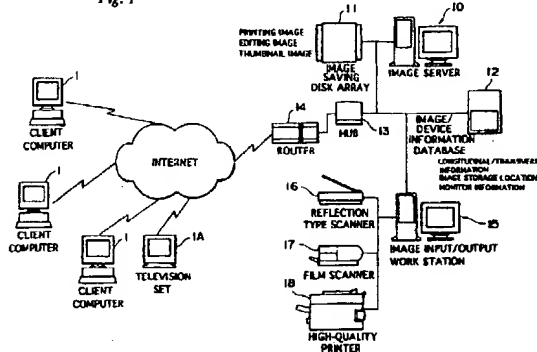 Fig. 1
PRINTING IMAGE
EDITING IMAGE
THUMBNAIL IMAGE
11
IMAGE
SAVING
DISK ARRAY
10
IMAGE SERVER
12
IMAGE/
DEVICE
INFORMATION
DATABASE
LONGITUDINAL/TRANSVERSE
INFORMATION
IMAGE STORAGE LOCATION
MONITOR INFORMATION
1
CLIENT
COMPUTER
14
ROUTER
HUB
13
INTERNET
1
CLIENT
COMPUTER
1
CLIENT
COMPUTER
1A
TELEVISION
SET
16
REFLECTION
TYPE SCANNER
17
FILM SCANNER
18
HIGH-QUALITY
PRINTER
15
IMAGE INPUT/OUTPUT
WORK STATION